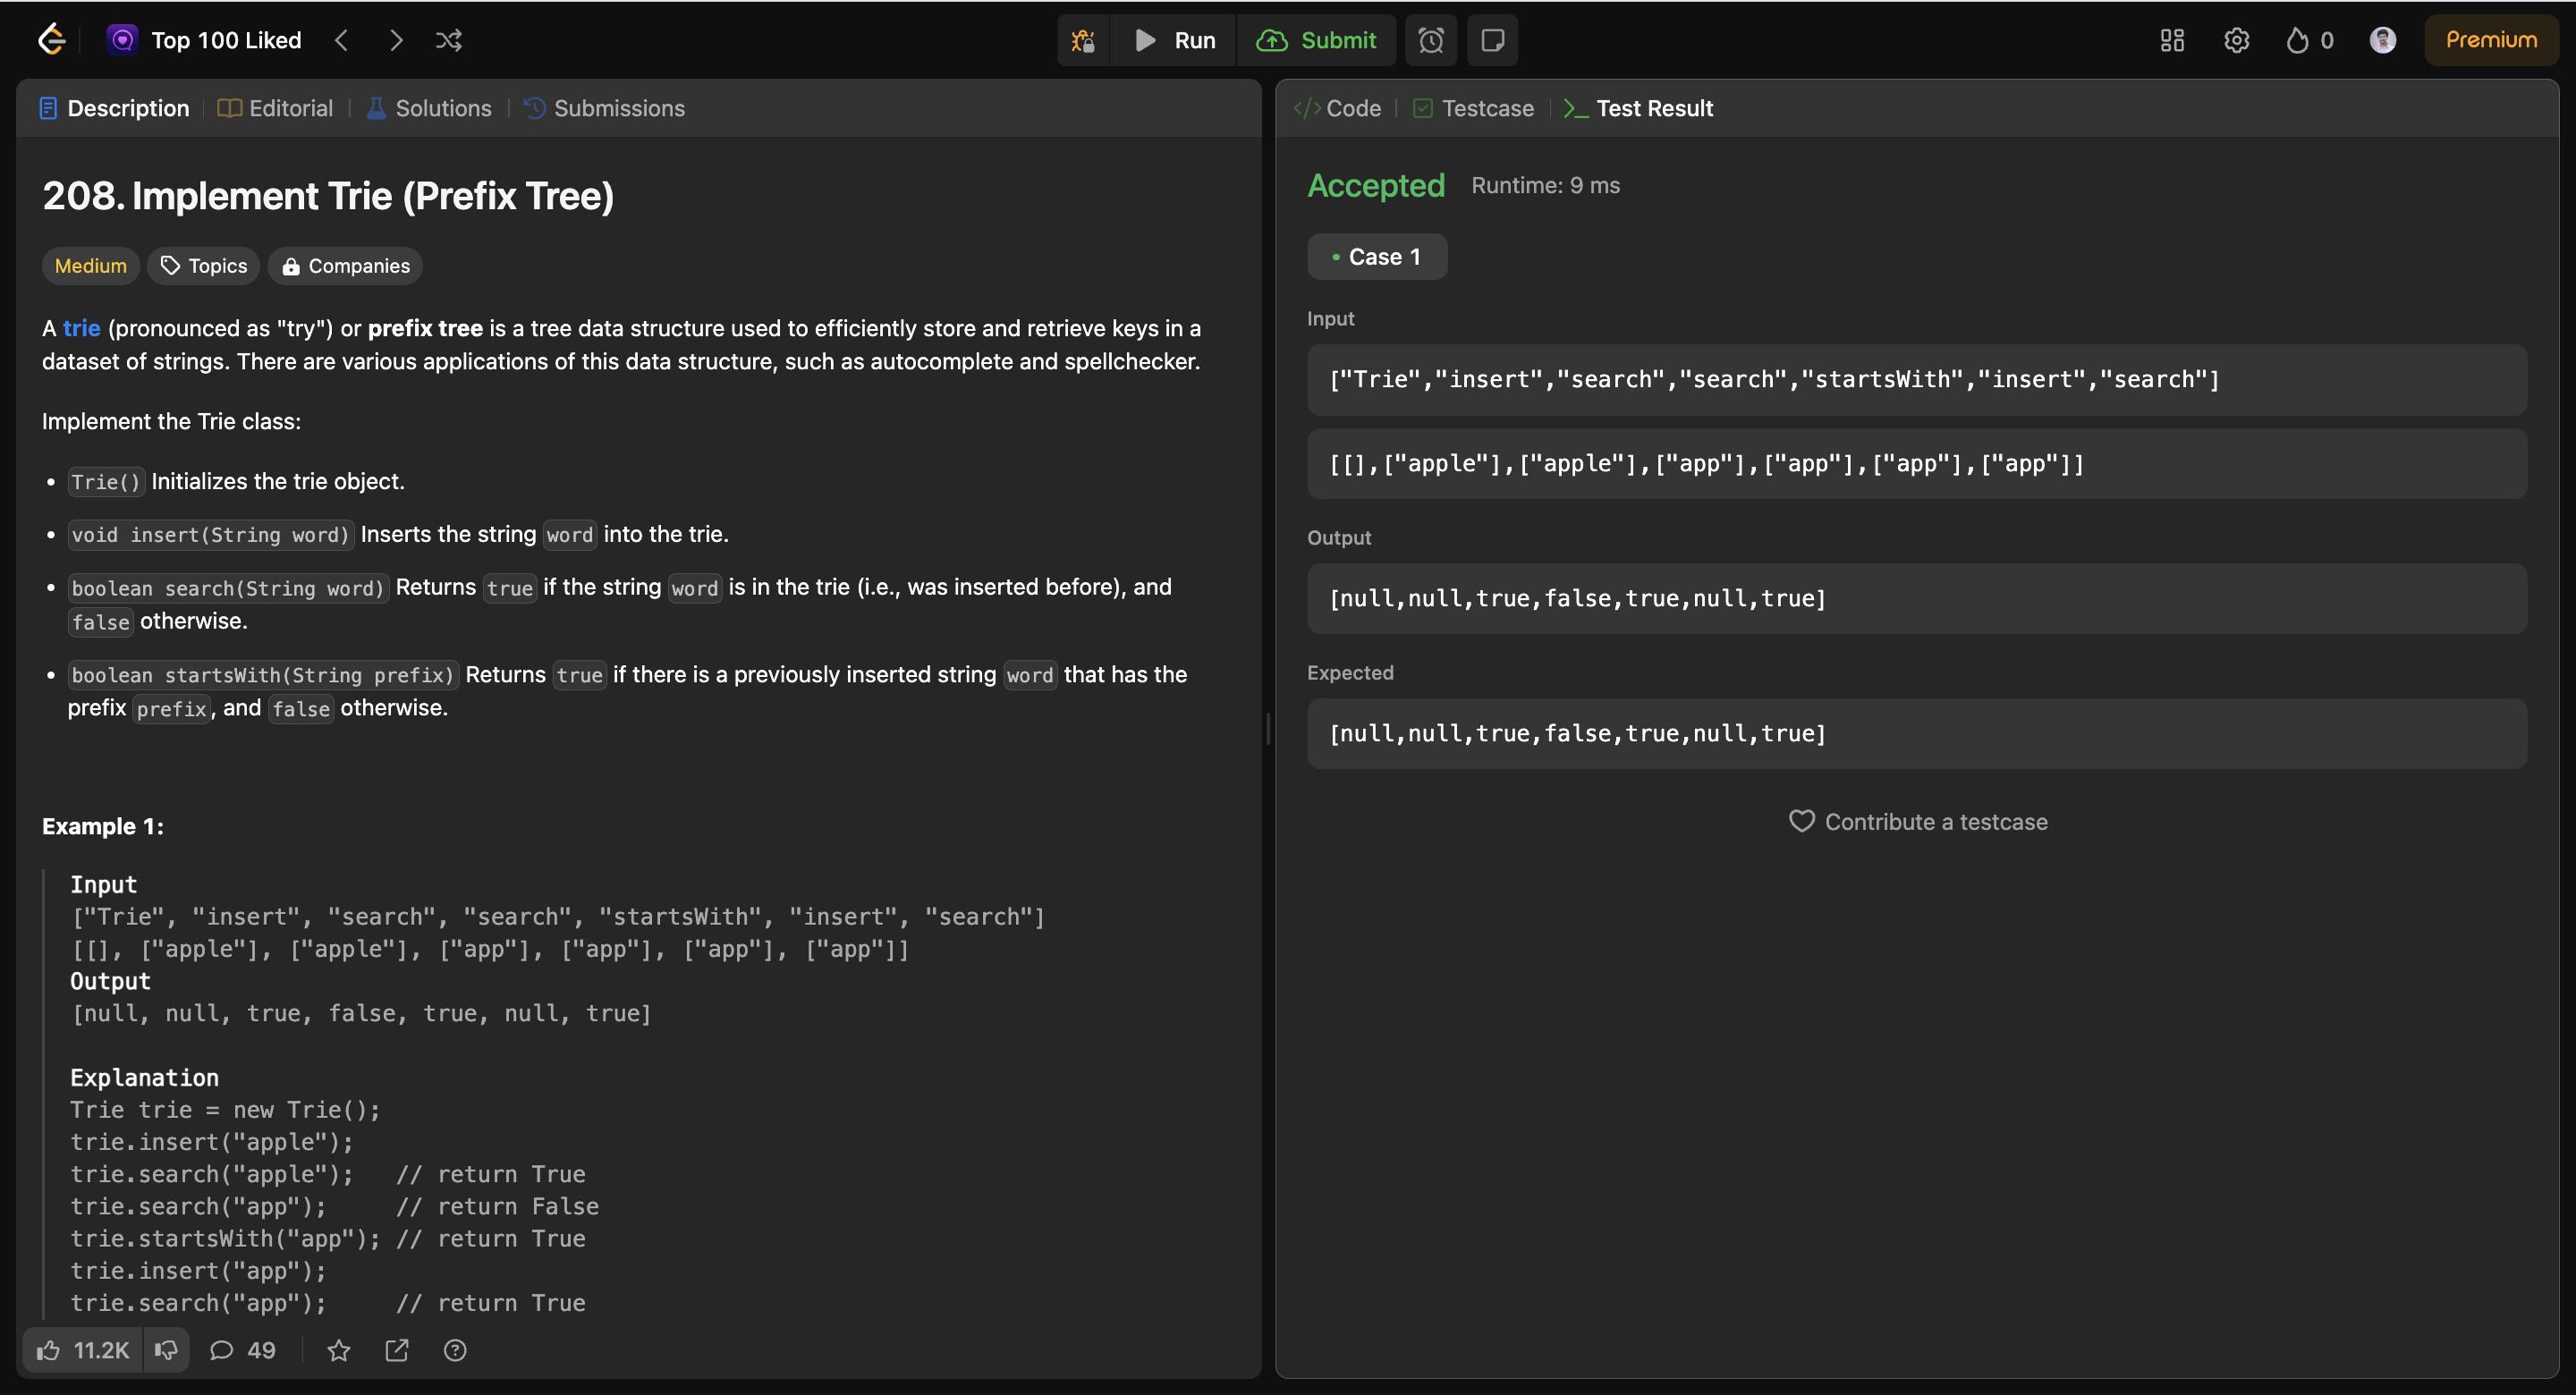 Top 100 Liked
Run
Submit
0
Premium
Description
Editorial
Solutions
Submissions
208. Implement Trie (Prefix Tree)
Medium
Topics
Companies
A trie (pronounced as "try") or prefix tree is a tree data structure used to efficiently store and retrieve keys in a
dataset of strings. There are various applications of this data structure, such as autocomplete and spellchecker.
Implement the Trie class:
• Trie() Initializes the trie object.
• void insert(String word) Inserts the string word into the trie.
• boolean search(String word) Returns true if the string word is in the trie (i.e., was inserted before), and
false otherwise.
• boolean startsWith(String prefix) Returns true if there is a previously inserted string word that has the
prefix prefix, and false otherwise.
Example 1:
Input
["Trie", "insert", "search", "search", "startsWith", "insert", "search"]
[[], ["apple"], ["apple"], ["app"], ["app"], ["app"], ["app"]]
Output
[null, null, true, false, true, null, true]
Explanation
Trie trie = new Trie();
trie.insert("apple");
trie.search("apple");   // return True
trie.search("app");     // return False
trie.startsWith("app"); // return True
trie.insert("app");
trie.search("app");     // return True
11.2K
49
</> Code
Testcase
>_ Test Result
Accepted
Runtime: 9 ms
• Case 1
Input
["Trie","insert","search","search","startsWith","insert","search"]
[[],["apple"],["apple"],["app"],["app"],["app"],["app"]]
Output
[null,null,true,false,true,null,true]
Expected
[null,null,true,false,true,null,true]
Contribute a testcase